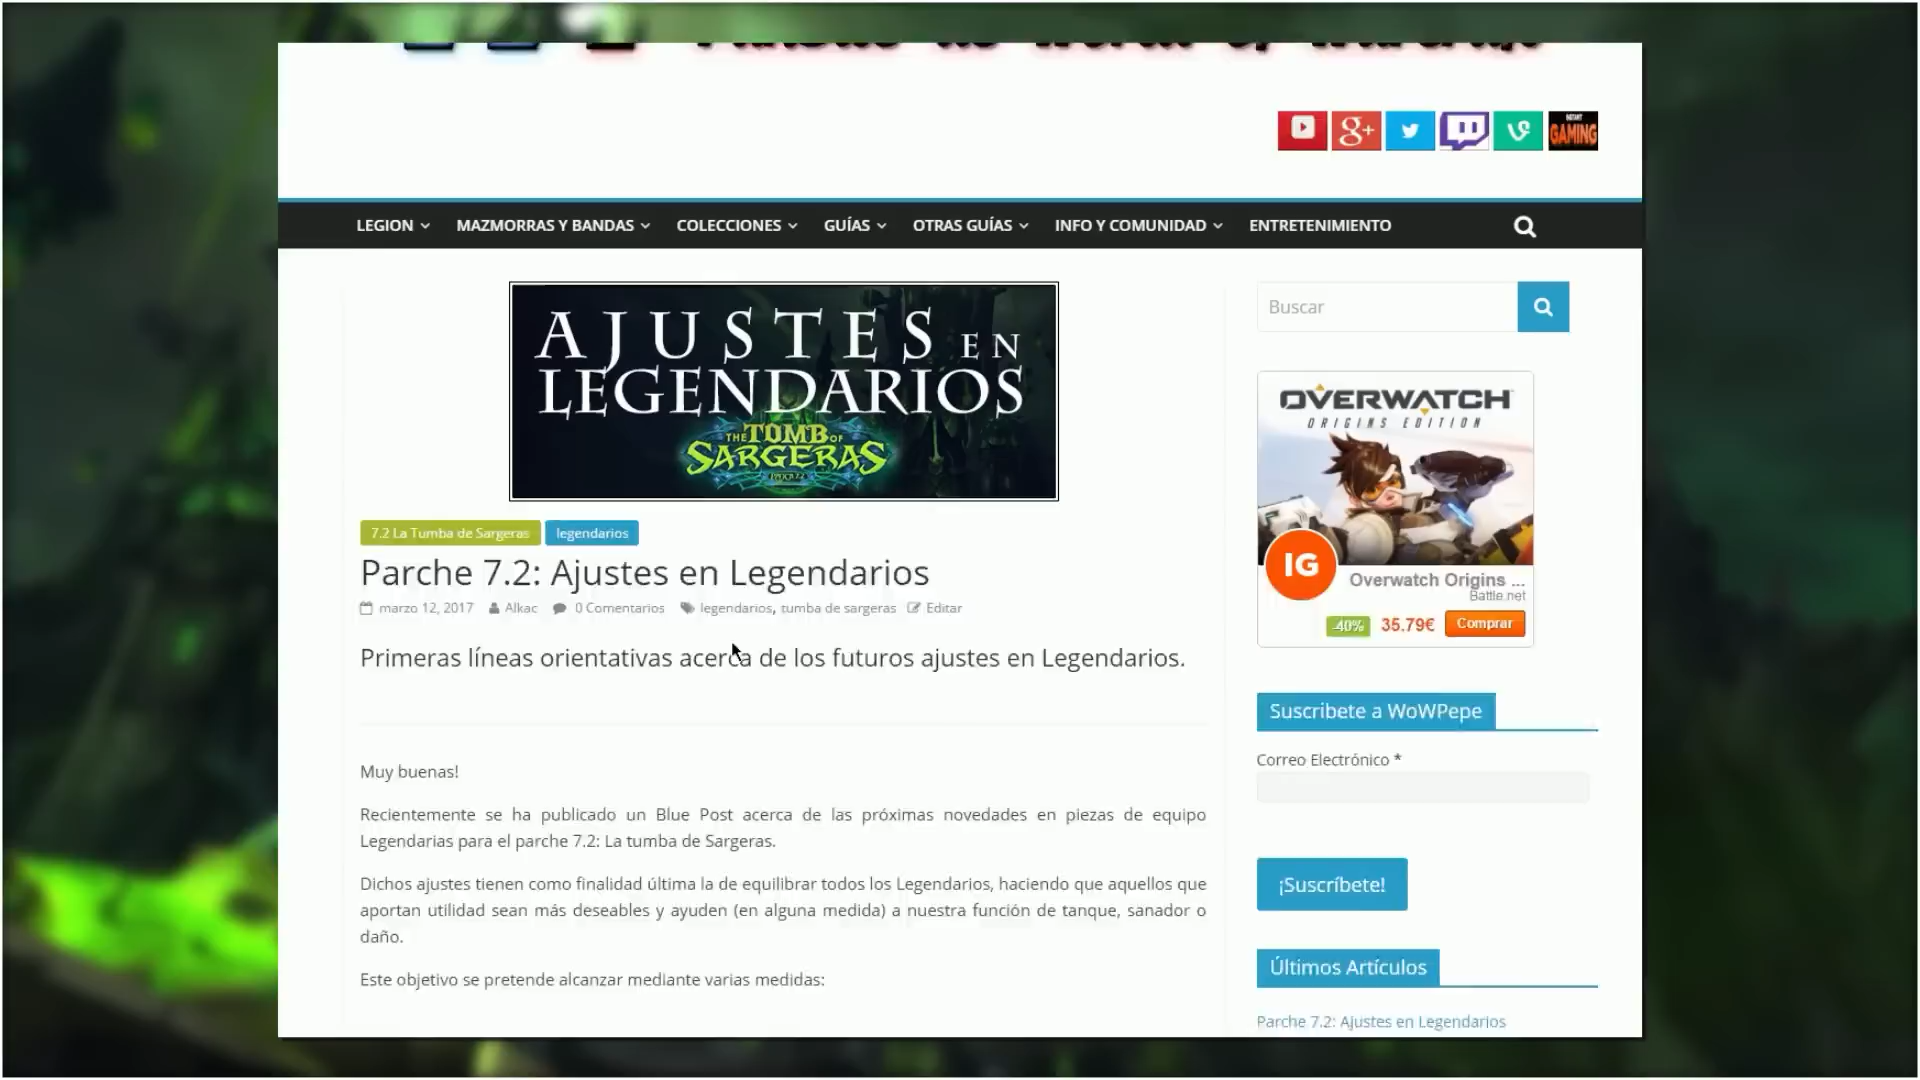 INSTANT
GAMING
LEGION
MAZMORRAS Y BANDAS
COLECCIONES
GUÍAS
OTRAS GUÍAS
INFO Y COMUNIDAD
ENTRETENIMIENTO
AJUSTES EN
LEGENDARIOS
THE TOMB OF
SARGERAS
7.2 La Tumba de Sargeras
legendarios
Parche 7.2: Ajustes en Legendarios
marzo 12, 2017 Alkac 0 Comentarios legendarios, tumba de sargeras Editar
Primeras líneas orientativas acerca de los futuros ajustes en Legendarios.
Muy buenas!
Recientemente se ha publicado un Blue Post acerca de las próximas novedades en piezas de equipo
Legendarias para el parche 7.2: La tumba de Sargeras.
Dichos ajustes tienen como finalidad última la de equilibrar todos los Legendarios, haciendo que aquellos que
aportan utilidad sean más deseables y ayuden (en alguna medida) a nuestra función de tanque, sanador o
daño.
Este objetivo se pretende alcanzar mediante varias medidas:
Buscar
OVERWATCH
ORIGINS EDITION
IG
Overwatch Origins ...
Battle.net
-40% 35.79€ Comprar
Suscribete a WoWPepe
Correo Electrónico *
¡Suscríbete!
Últimos Artículos
Parche 7.2: Ajustes en Legendarios